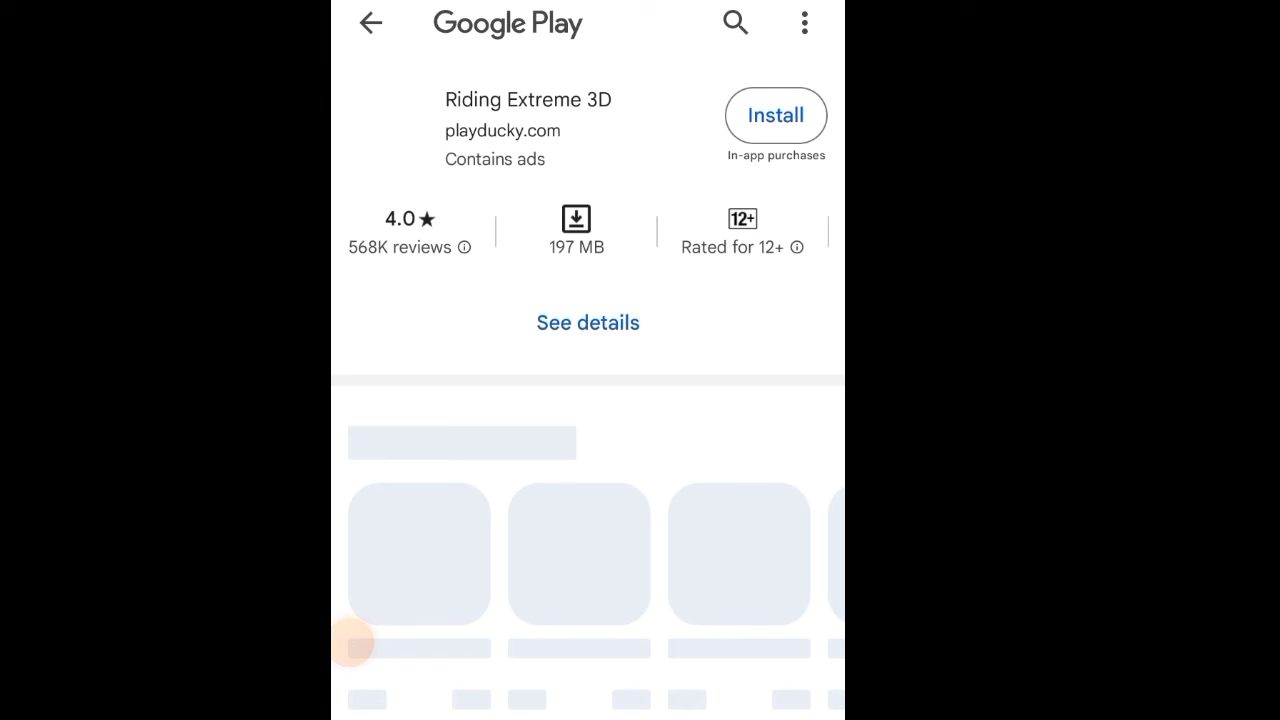 Google Play
Riding Extreme 3D
playducky.com
Contains ads
Install
In-app purchases
4.0★
568K reviews
197 MB
12+
Rated for 12+
See details